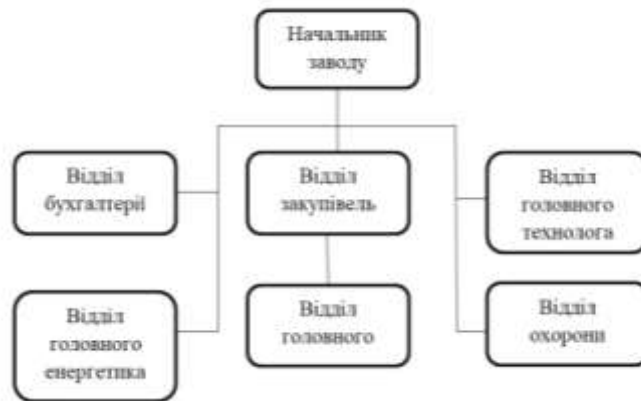 Начальник
заводу
Відділ
бухгалтерії
Відділ
закупівель
Відділ
головного
технолога
Відділ
головного
енергетика
Відділ
головного
Відділ
охорони